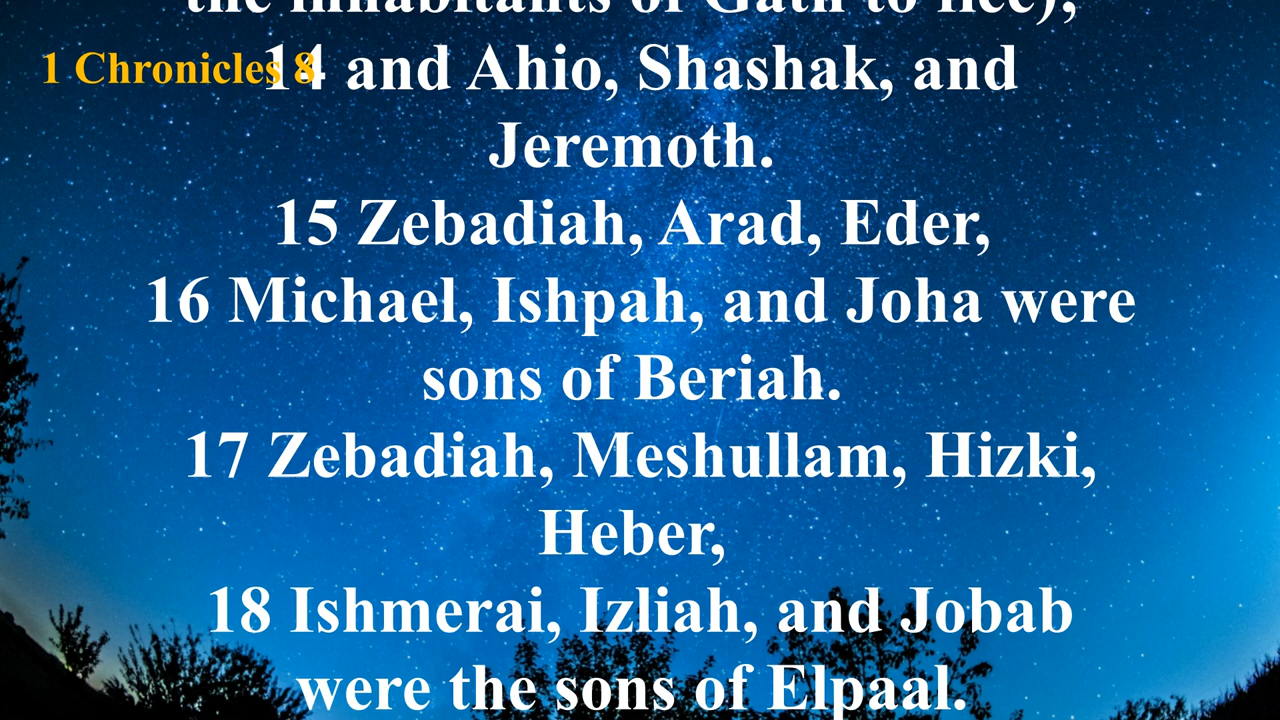 the inhabitants of Gath to flee);
1 Chronicles 8
14 and Ahio, Shashak, and
Jeremoth.
15 Zebadiah, Arad, Eder,
16 Michael, Ishpah, and Joha were
sons of Beriah.
17 Zebadiah, Meshullam, Hizki,
Heber,
18 Ishmerai, Izliah, and Jobab
were the sons of Elpaal.